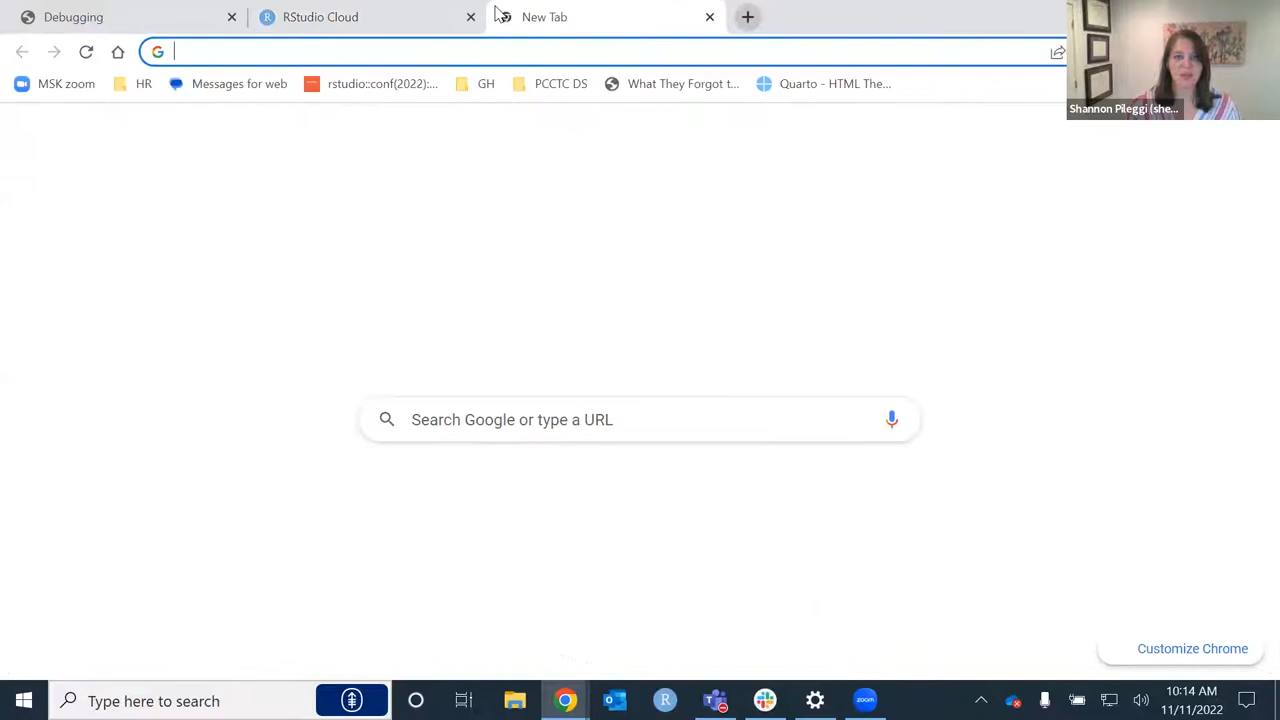 Debugging
RStudio Cloud
New Tab
MSK zoom
HR
Messages for web
rstudio::conf(2022):...
GH
PCCTC DS
What They Forgot t...
Quarto - HTML The...
Shannon Pileggi (she...
Search Google or type a URL
Customize Chrome
Type here to search
zoom
10:14 AM
11/11/2022